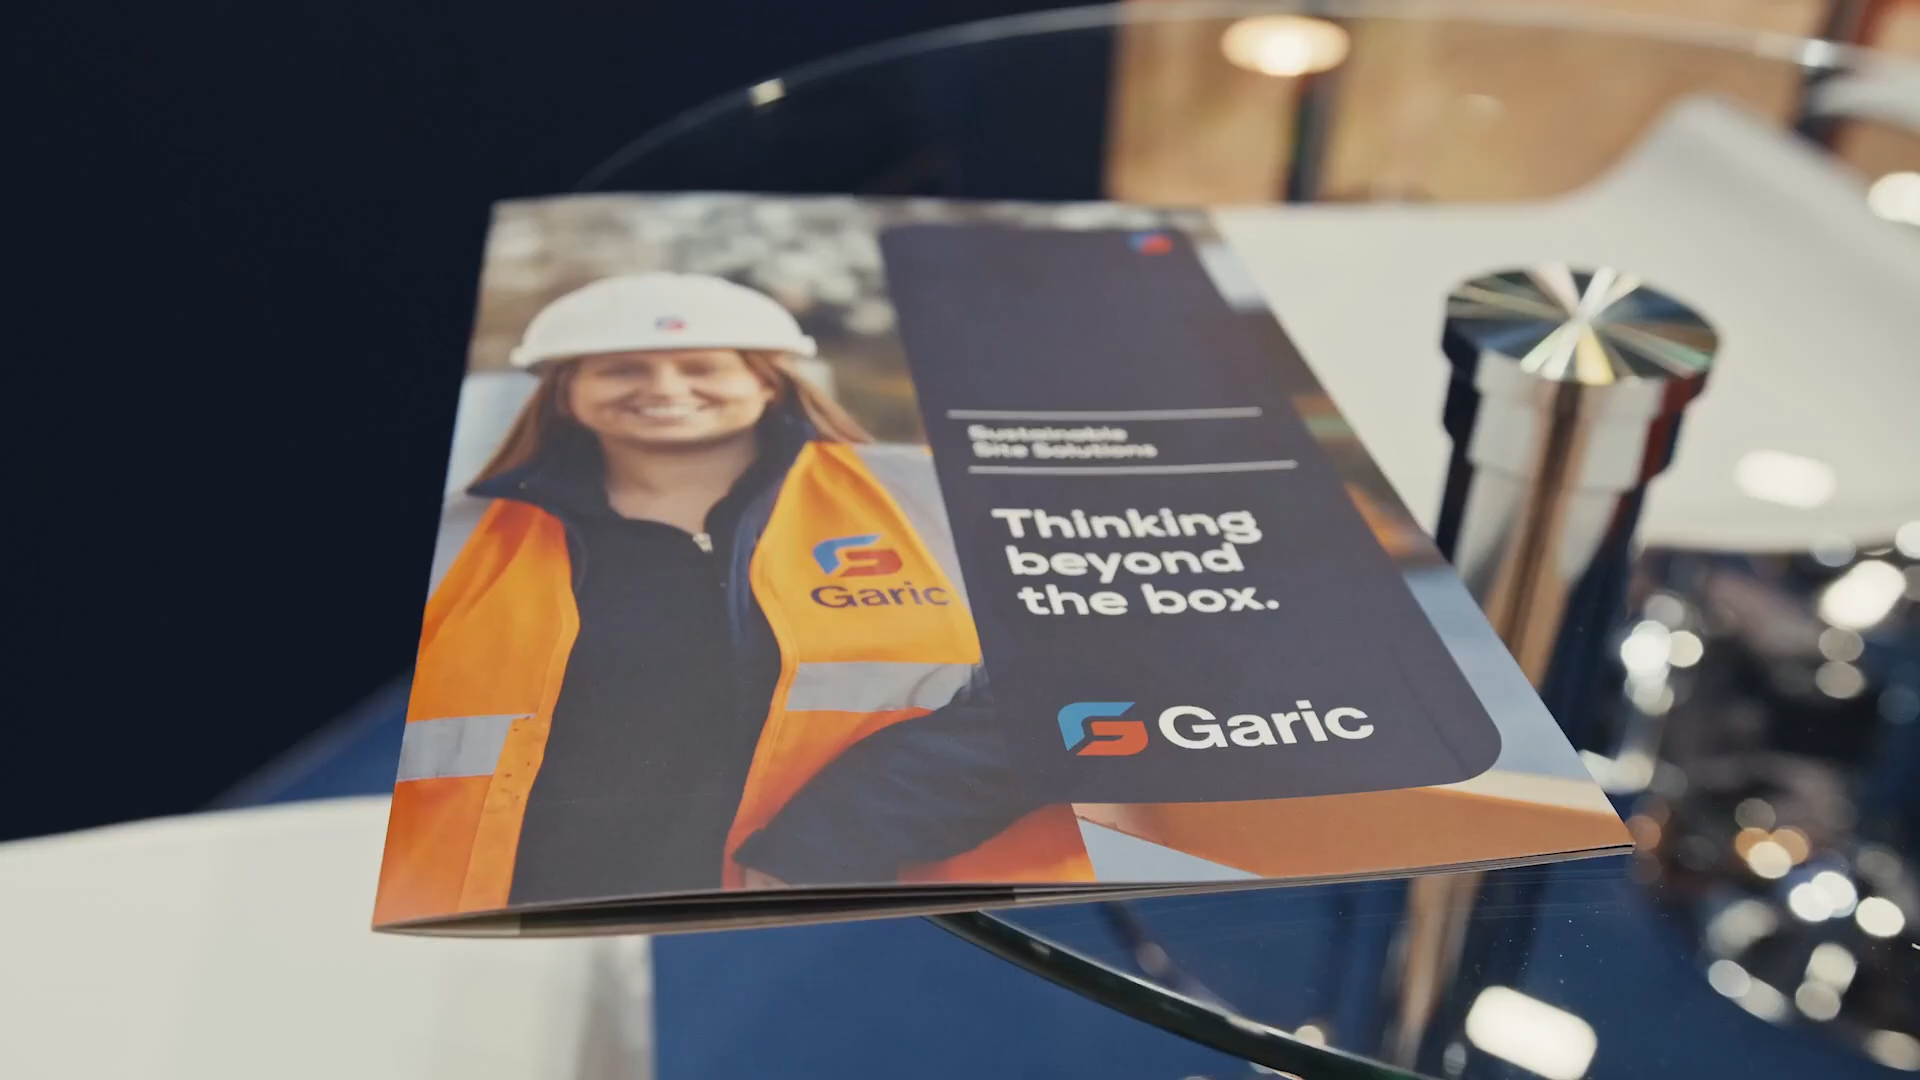 Sustainable
Site Solutions
Thinking
beyond
the box.
Garic
Garic